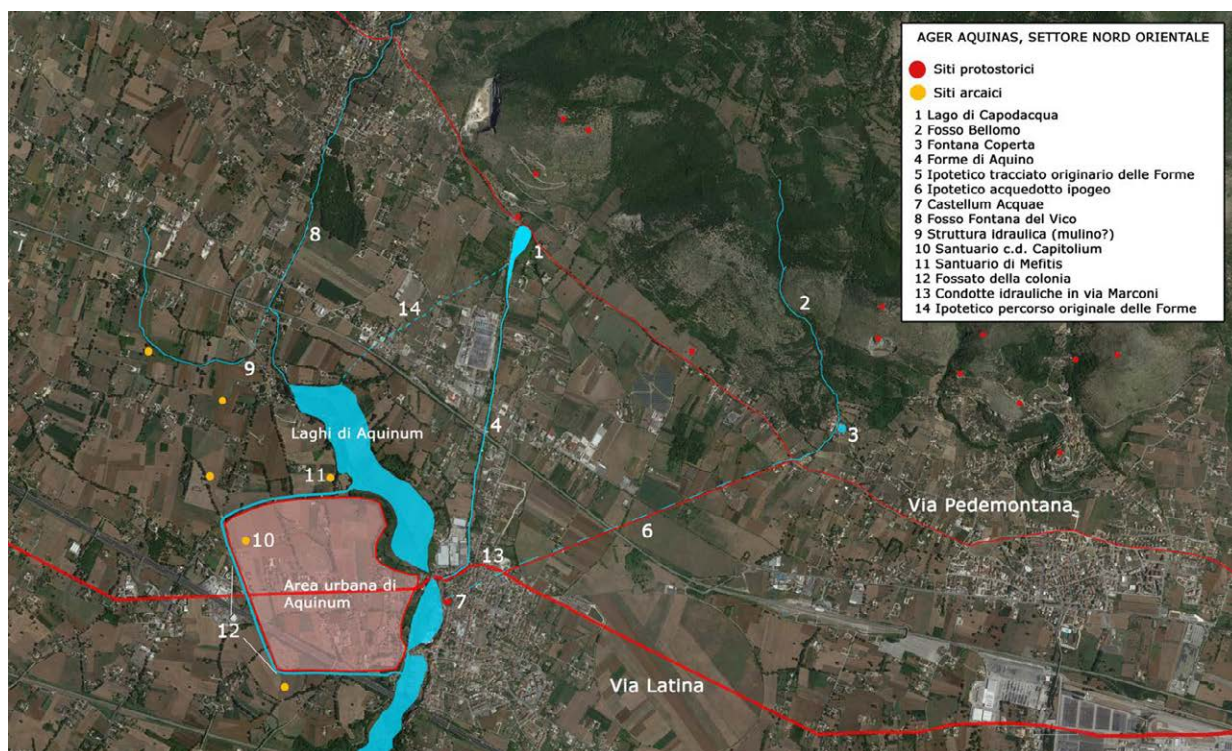 AGER AQUINAS, SETTORE NORD ORIENTALE
Siti protostorici
Siti arcaici
1 Lago di Capodacqua
2 Fosso Bellomo
3 Fontana Coperta
4 Forme di Aquino
5 Ipotetico tracciato originario delle Forme
6 Ipotetico acquedotto ipogeo
7 Castellum Acquae
8 Fosso Fontana del Vico
9 Struttura idraulica (mulino?)
10 Santuario c.d. Capitolium
11 Santuario di Mefitis
12 Fossato della colonia
13 Condotte idrauliche in via Marconi
14 Ipotetico percorso originale delle Forme
8
1
14
2
9
4
3
Laghi di Aquinum
11
Via Pedemontana
6
10
13
Area urbana di
Aquinum
7
12
Via Latina